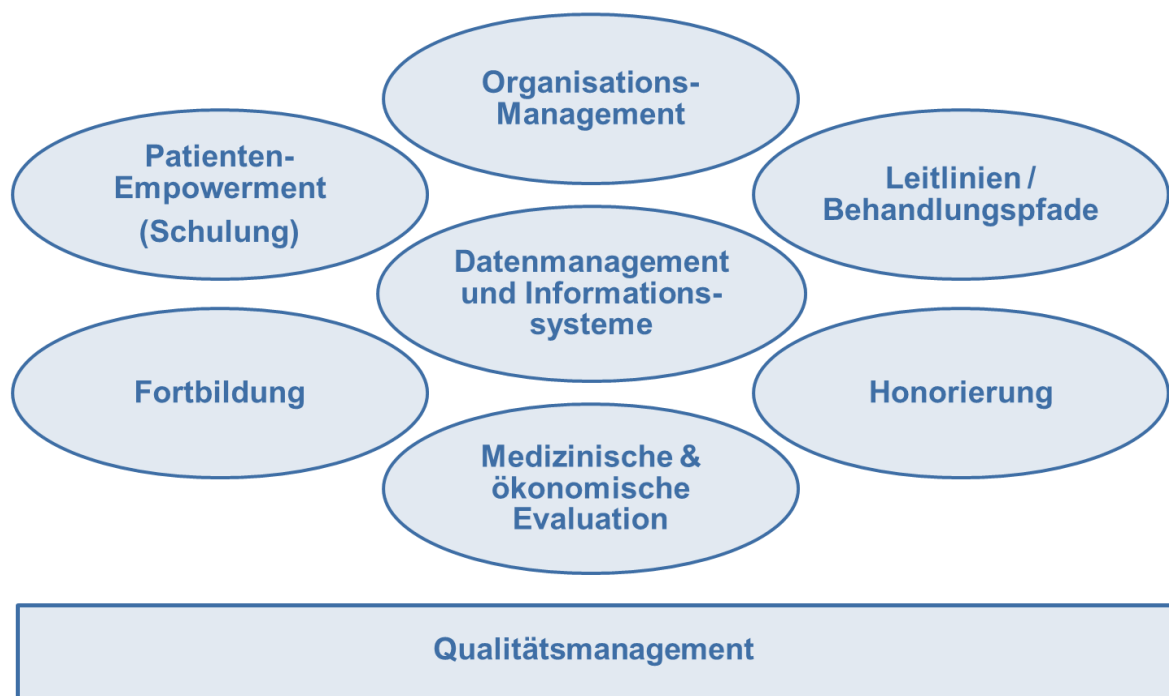 Organisations-
Management
Patienten-
Empowerment
(Schulung)
Leitlinien /
Behandlungspfade
Datenmanagement
und Informations-
systeme
Fortbildung
Honorierung
Medizinische &
ökonomische
Evaluation
Qualitätsmanagement